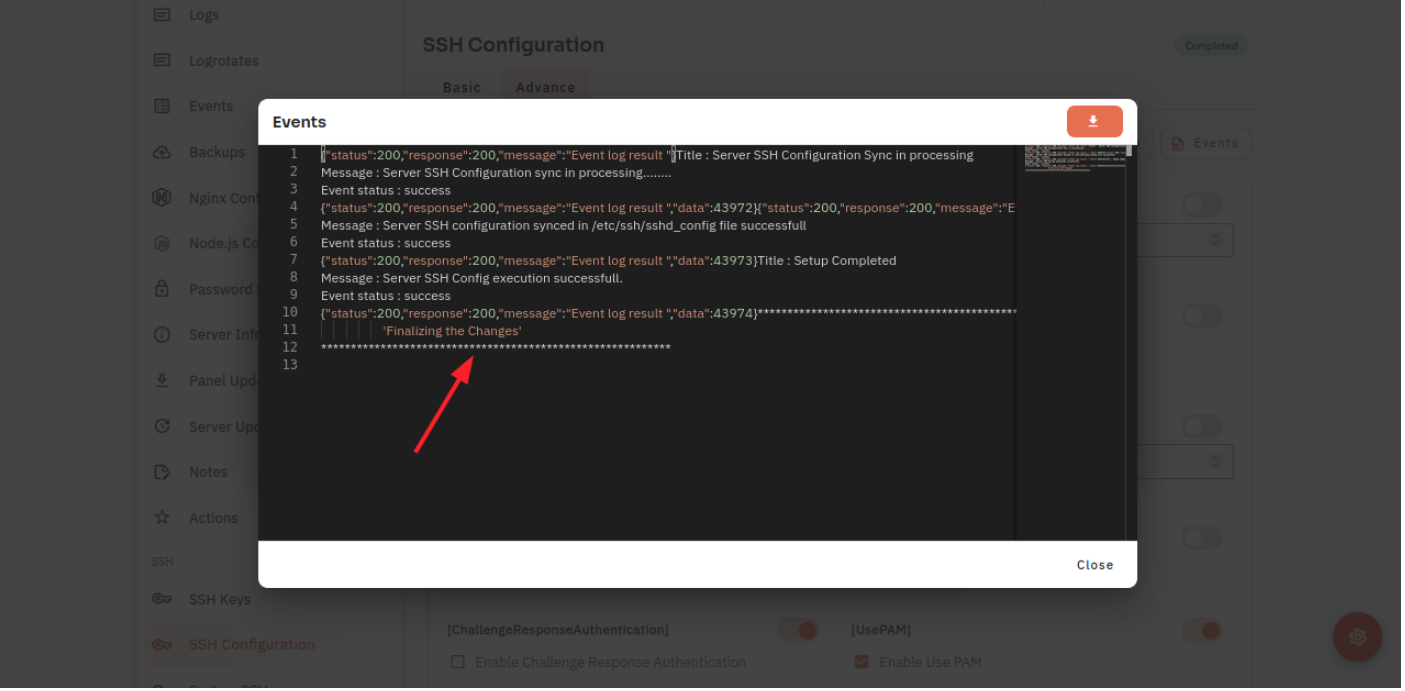 Logs
Logrotates
Events
Backups
Nginx Con
Node.js Co
Password
Server Info
Panel Upd
Server Upd
Notes
Actions
SSH
SSH Keys
SSH Configuration
SSH Configuration
Completed
Basic
Advance
Events
Events
1 {"status":200,"response":200,"message":"Event log result "}Title : Server SSH Configuration Sync in processing
2 Message : Server SSH Configuration sync in processing........
3 Event status : success
4 {"status":200,"response":200,"message":"Event log result ","data":43972}{"status":200,"response":200,"message":"E
5 Message : Server SSH configuration synced in /etc/ssh/sshd_config file successfull
6 Event status : success
7 {"status":200,"response":200,"message":"Event log result ","data":43973}Title : Setup Completed
8 Message : Server SSH Config execution successfull.
9 Event status : success
10 {"status":200,"response":200,"message":"Event log result ","data":43974}*******************************************
11 'Finalizing the Changes'
12 ***********************************************************
13
Close
[ChallengeResponseAuthentication]
[UsePAM]
Enable Challenge Response Authentication
Enable Use PAM